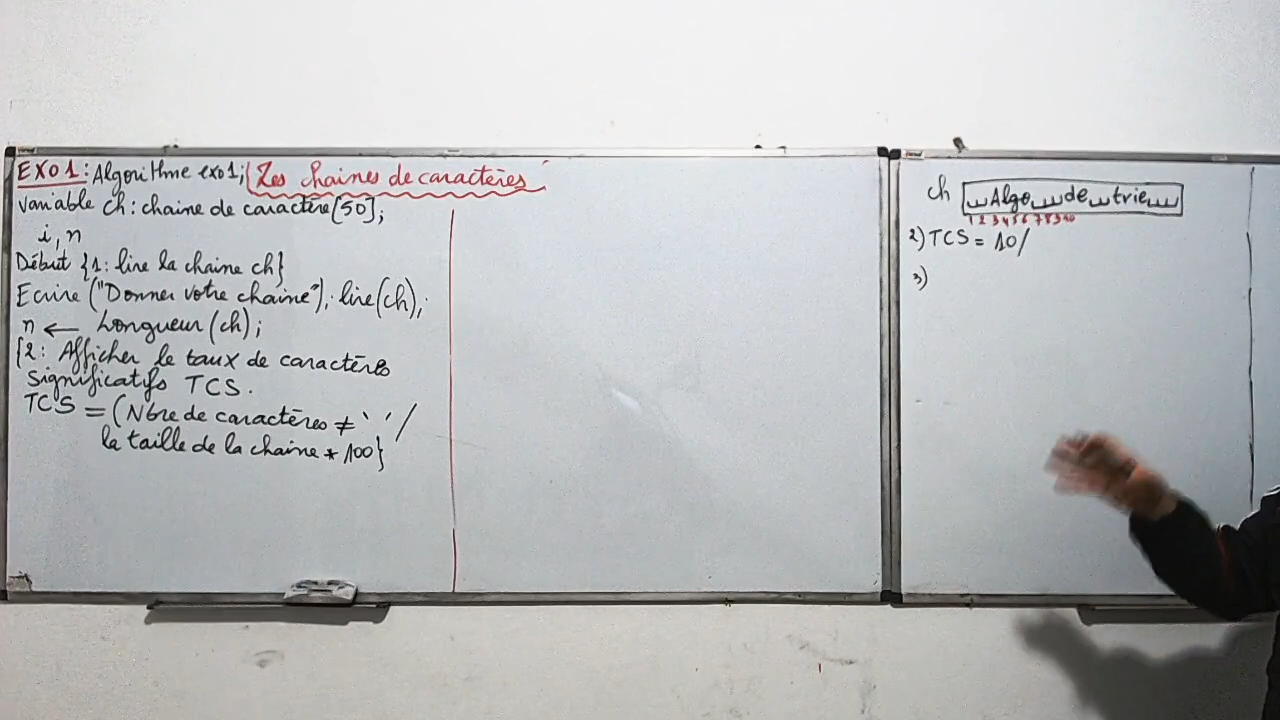 EXO1: Algorithme exo1; Les chaines de caractères
Variable ch: chaine de caractère[50];
i, n
Début {1: lire la chaine ch}
Ecrire ("Donner votre chaine"); lire(ch);
n ← Longueur(ch);
{2: Afficher le taux de caractères
significatifs TCS.
TCS = (Nbre de caractères ≠ ' ' /
la taille de la chaine * 100}
ch ␣␣Algo␣␣␣de␣␣trie␣␣␣
1 2 3 4 5 6 7 8 9 10
2) TCS = 10/
3)